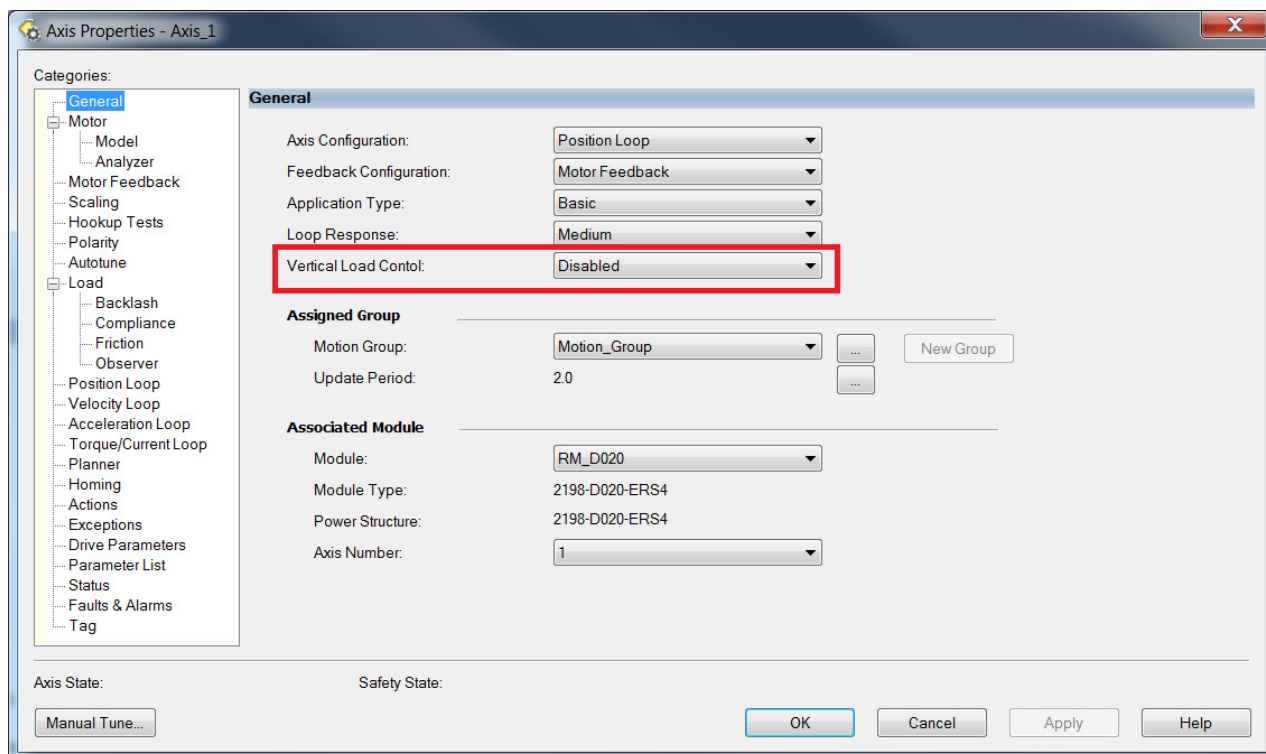 Axis Properties - Axis_1
X
Categories:
General
Motor
Model
Analyzer
Motor Feedback
Scaling
Hookup Tests
Polarity
Autotune
Load
Backlash
Compliance
Friction
Observer
Position Loop
Velocity Loop
Acceleration Loop
Torque/Current Loop
Planner
Homing
Actions
Exceptions
Drive Parameters
Parameter List
Status
Faults & Alarms
Tag
General
Axis Configuration: Position Loop
Feedback Configuration: Motor Feedback
Application Type: Basic
Loop Response: Medium
Vertical Load Contol: Disabled
Assigned Group
Motion Group: Motion_Group ... New Group
Update Period: 2.0 ...
Associated Module
Module: RM_D020
Module Type: 2198-D020-ERS4
Power Structure: 2198-D020-ERS4
Axis Number: 1
Axis State: Safety State:
Manual Tune... OK Cancel Apply Help